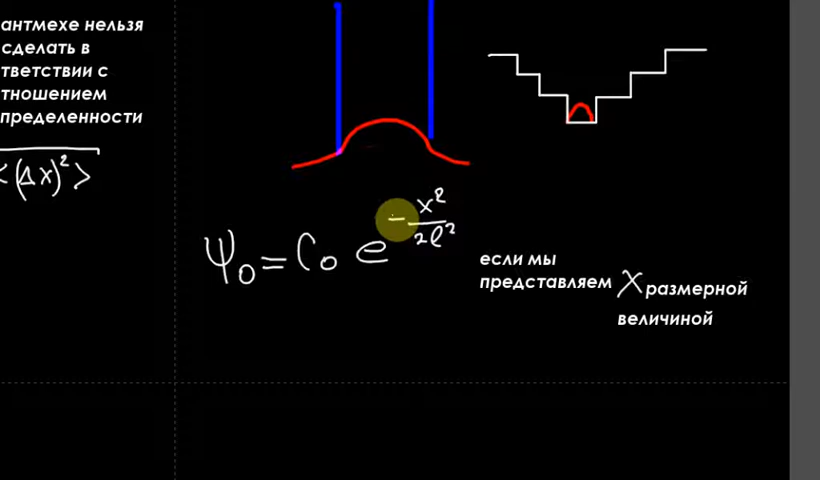 антмехе нельзя
сделать в
тветствии с
тношением
пределенности
<(Δx)²>
ψ₀ = C₀ e^{-x²/2ℓ²}
если мы
представляем X размерной
величиной